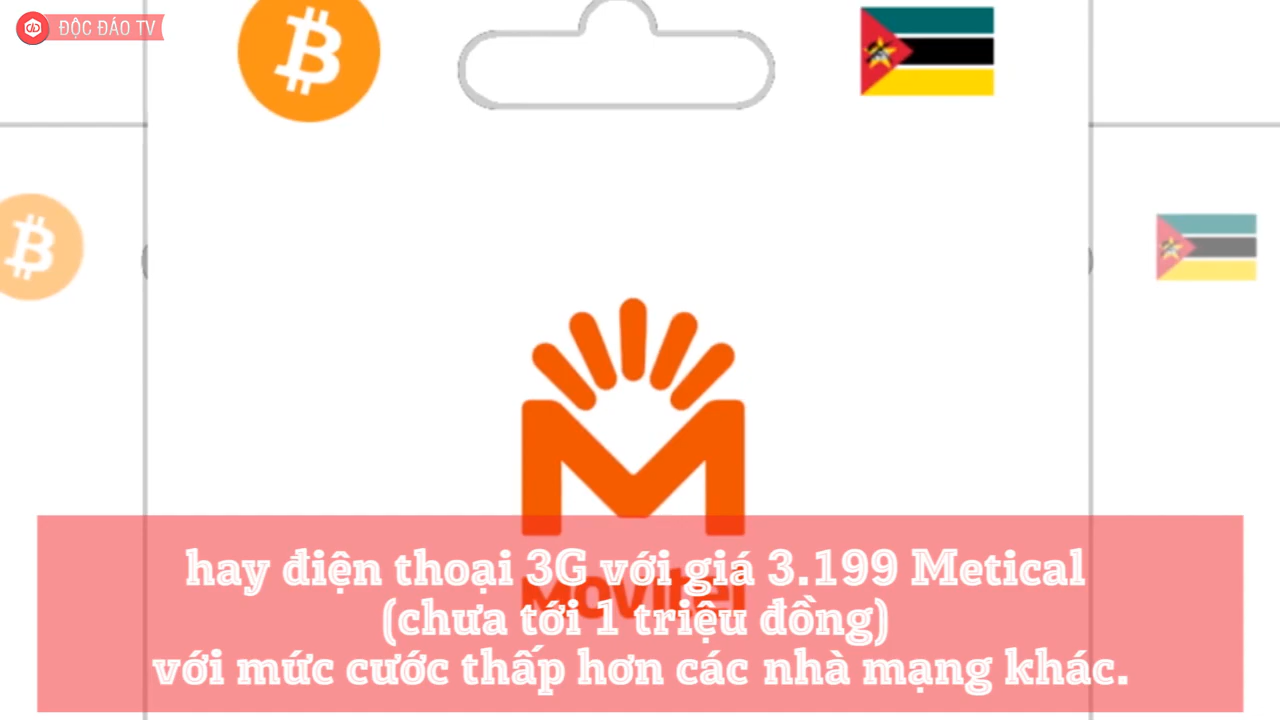 ĐỘC ĐÁO TV
Movitel
hay điện thoại 3G với giá 3.199 Metical
(chưa tới 1 triệu đồng)
với mức cước thấp hơn các nhà mạng khác.